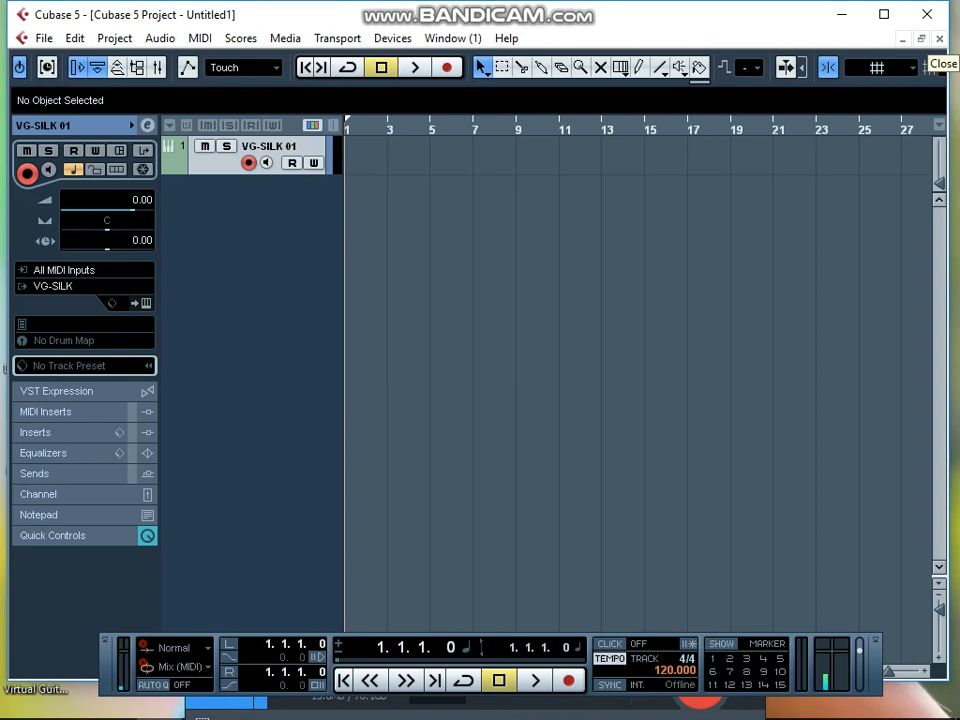 Cubase 5 - [Cubase 5 Project - Untitled1]
www.BANDICAM.com
File Edit Project Audio MIDI Scores Media Transport Devices Window (1) Help
Touch
Close
No Object Selected
VG-SILK 01
1 3 5 7 9 11 13 15 17 19 21 23 25 27
M S R W
1 M S VG-SILK 01
R W
0.00
C
0.00
All MIDI Inputs
VG-SILK
No Drum Map
No Track Preset
VST Expression
MIDI Inserts
Inserts
Equalizers
Sends
Channel
Notepad
Quick Controls
Normal
Mix (MIDI)
AUTO Q OFF
L 1. 1. 1. 0
0. 0
R 1. 1. 1. 0
0. 0
1. 1. 1. 0
1. 1. 1. 0
CLICK OFF
TEMPO TRACK 4/4
120.000
SYNC INT. Offline
SHOW MARKER
1 2 3 4 5
6 7 8 9 10
11 12 13 14 15
Virtual Guit...